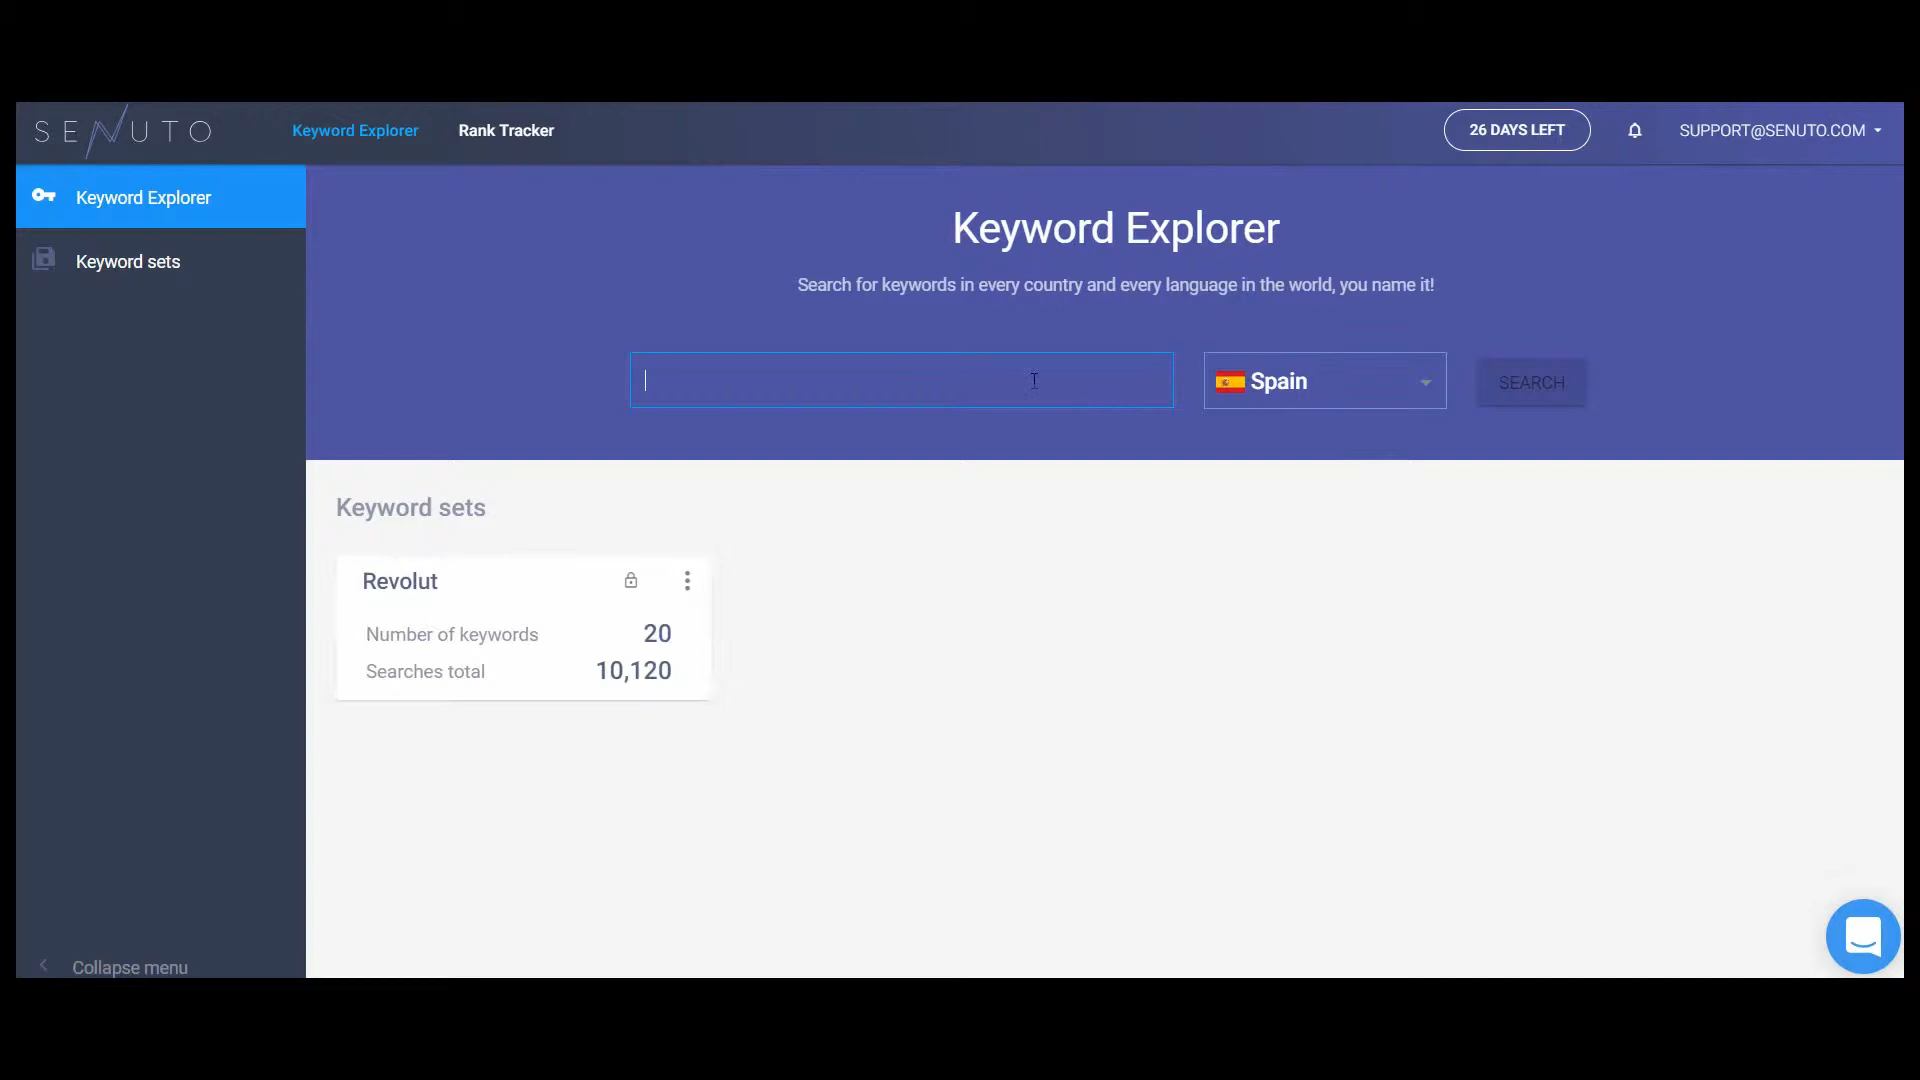 SENUTO
Keyword Explorer
Rank Tracker
26 DAYS LEFT
SUPPORT@SENUTO.COM
Keyword Explorer
Keyword sets
Keyword Explorer
Search for keywords in every country and every language in the world, you name it!
Spain
SEARCH
Keyword sets
Revolut
Number of keywords 20
Searches total 10,120
Collapse menu